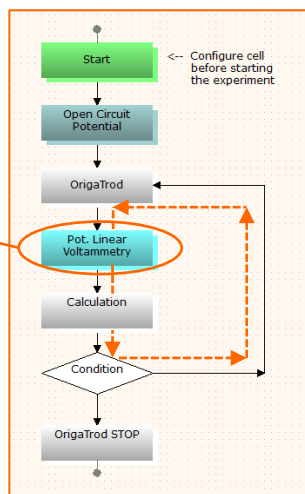 Start
<-- Configure cell
before starting
the experiment
Open Circuit
Potential
OrigaTrod
Pot. Linear
Voltammetry
Calculation
Condition
OrigaTrod STOP